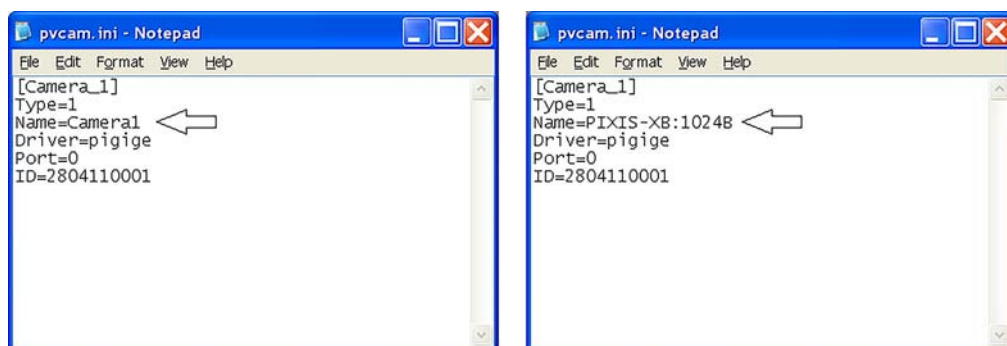 pvcam.ini - Notepad
File Edit Format View Help
[Camera_1]
Type=1
Name=Camera1
Driver=pigige
Port=0
ID=2804110001
pvcam.ini - Notepad
File Edit Format View Help
[Camera_1]
Type=1
Name=PIXIS-XB:1024B
Driver=pigige
Port=0
ID=2804110001